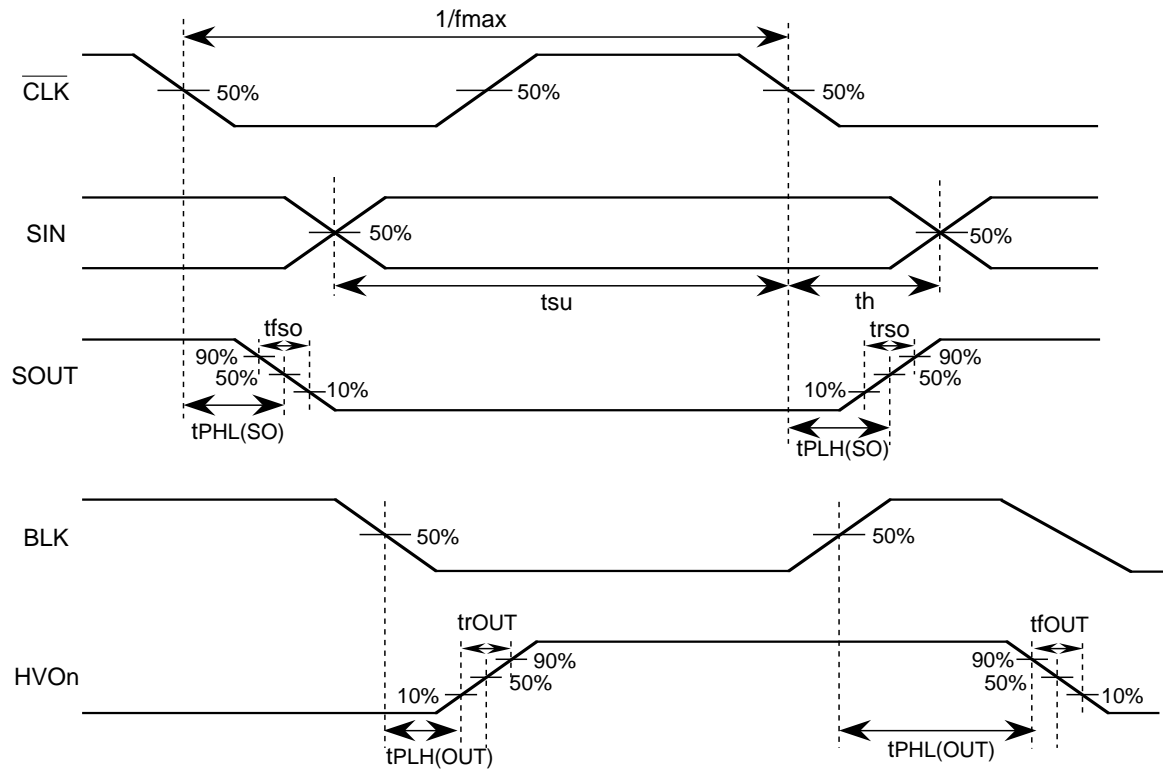 1/fmax
CLK
50%
50%
50%
SIN
50%
50%
tsu
th
tfso
trso
SOUT
90%
50%
10%
10%
50%
90%
tPHL(SO)
tPLH(SO)
BLK
50%
50%
trOUT
tfOUT
HVOn
10%
50%
90%
90%
50%
10%
tPLH(OUT)
tPHL(OUT)